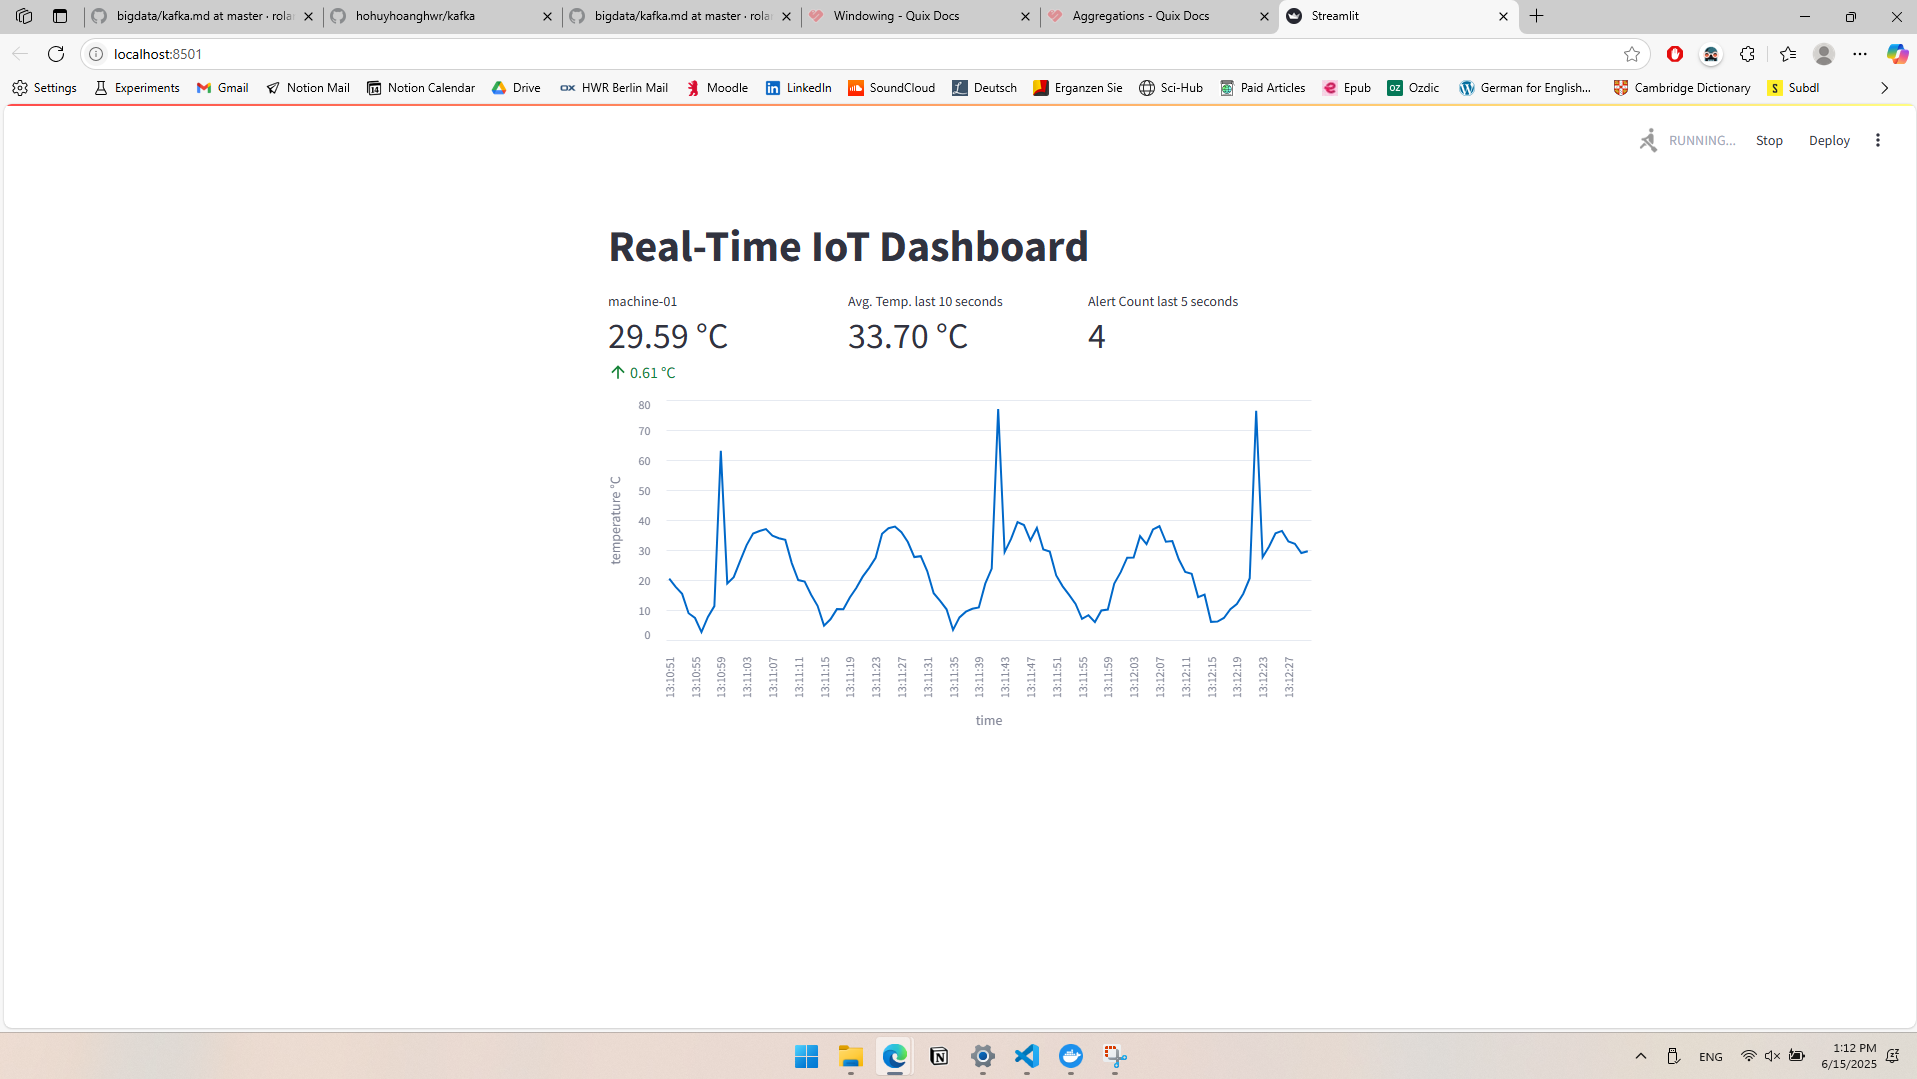 bigdata/kafka.md at master · rola
hohuyhoanghwr/kafka
bigdata/kafka.md at master · rola
Windowing - Quix Docs
Aggregations - Quix Docs
Streamlit
localhost:8501
Settings
Experiments
Gmail
Notion Mail
Notion Calendar
Drive
OX HWR Berlin Mail
Moodle
LinkedIn
SoundCloud
Deutsch
Erganzen Sie
Sci-Hub
Paid Articles
Epub
OZ Ozdic
German for English...
Cambridge Dictionary
S Subdl
RUNNING...
Stop
Deploy
Real-Time IoT Dashboard
machine-01
Avg. Temp. last 10 seconds
Alert Count last 5 seconds
29.59 °C
33.70 °C
4
0.61 °C
80
70
60
50
40
30
20
10
0
temperature °C
13:10:51
13:10:55
13:10:59
13:11:03
13:11:07
13:11:11
13:11:15
13:11:19
13:11:23
13:11:27
13:11:31
13:11:35
13:11:39
13:11:43
13:11:47
13:11:51
13:11:55
13:11:59
13:12:03
13:12:07
13:12:11
13:12:15
13:12:19
13:12:23
13:12:27
time
ENG
1:12 PM
6/15/2025